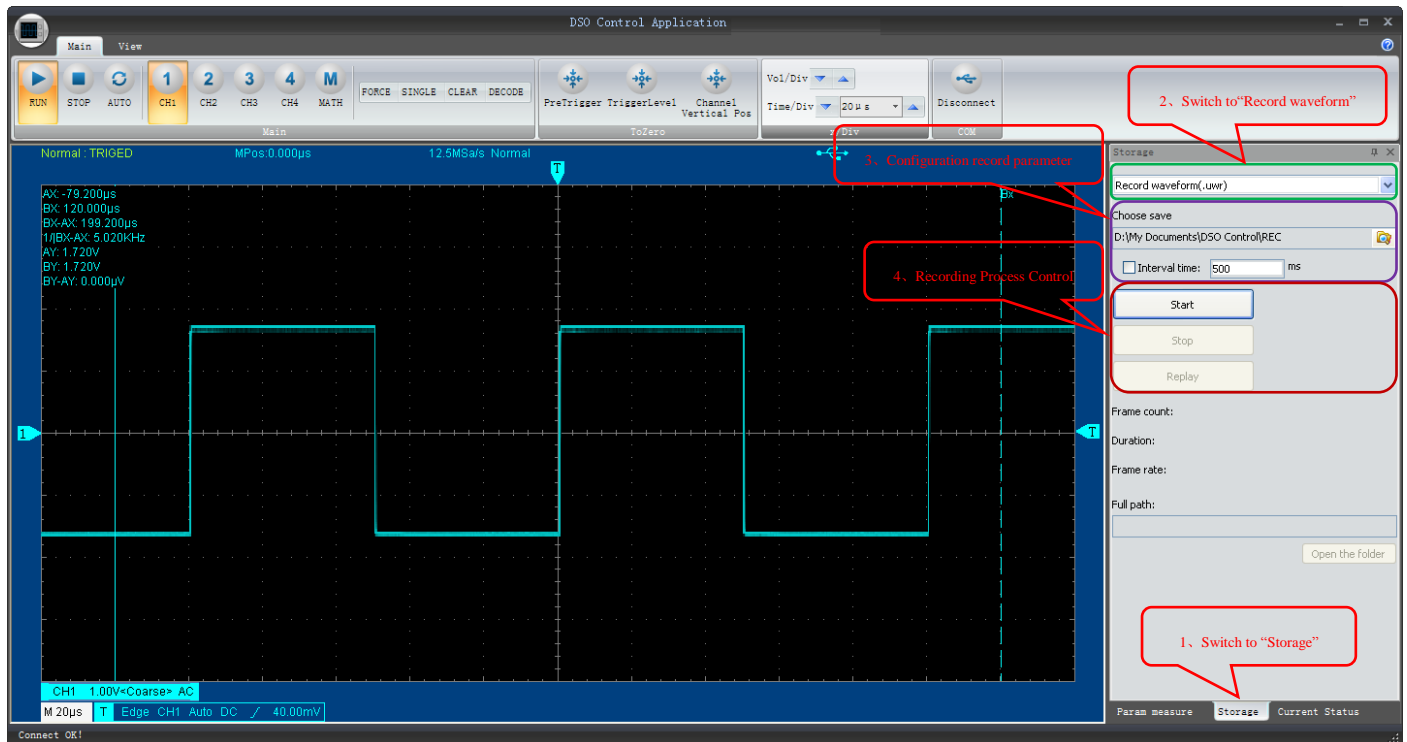 DSO Control Application
Main View
1 2 3 4 M
RUN STOP AUTO CH1 CH2 CH3 CH4 MATH
FORCE SINGLE CLEAR DECODE
PreTrigger TriggerLevel Channel Vertical Pos
Vol/Div
Time/Div 20μs
Disconnect
Main ToZero x/Div COM
2、Switch to“Record waveform”
Normal : TRIGED MPos:0.000μs 12.5MSa/s Normal
3、Configuration record parameter
T
AX: -79.200μs
BX: 120.000μs
BX-AX: 199.200μs
1/|BX-AX: 5.020KHz
AY: 1.720V
BY: 1.720V
BY-AY: 0.000μV
Bx
4、Recording Process Control
1
T
CH1 1.00V<Coarse> AC
M 20μs T Edge CH1 Auto DC 40.00mV
Storage
Record waveform(.uwr)
Choose save
D:\My Documents\DSO Control\REC
Interval time: 500 ms
Start
Stop
Replay
Frame count:
Duration:
Frame rate:
Full path:
Open the folder
1、Switch to “Storage”
Param measure Storage Current Status
Connect OK!